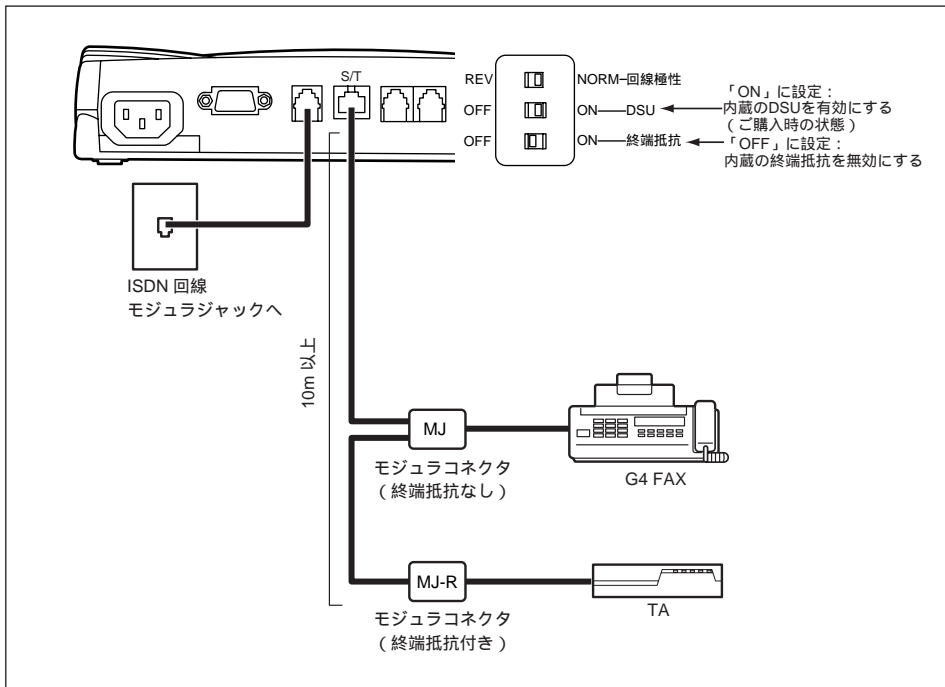 S/T
REV
NORM
回線極性
OFF
ON
DSU
OFF
ON
終端抵抗
「ON」に設定：
内蔵のDSUを有効にする
（ご購入時の状態）
「OFF」に設定：
内蔵の終端抵抗を無効にする
ISDN 回線
モジュラジャックへ
10m 以上
MJ
モジュラコネクタ
（終端抵抗なし）
G4 FAX
MJ-R
モジュラコネクタ
（終端抵抗付き）
TA